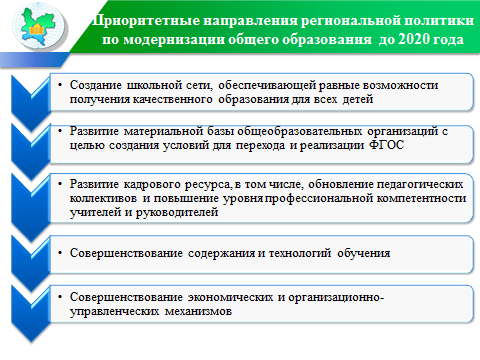 Приоритетные направления региональной политики
по модернизации общего образования до 2020 года
• Создание школьной сети, обеспечивающей равные возможности
получения качественного образования для всех детей
• Развитие материальной базы общеобразовательных организаций с
целью создания условий для перехода и реализации ФГОС
• Развитие кадрового ресурса, в том числе, обновление педагогических
коллективов и повышение уровня профессиональной компетентности
учителей и руководителей
• Совершенствование содержания и технологий обучения
• Совершенствование экономических и организационно-
управленческих механизмов